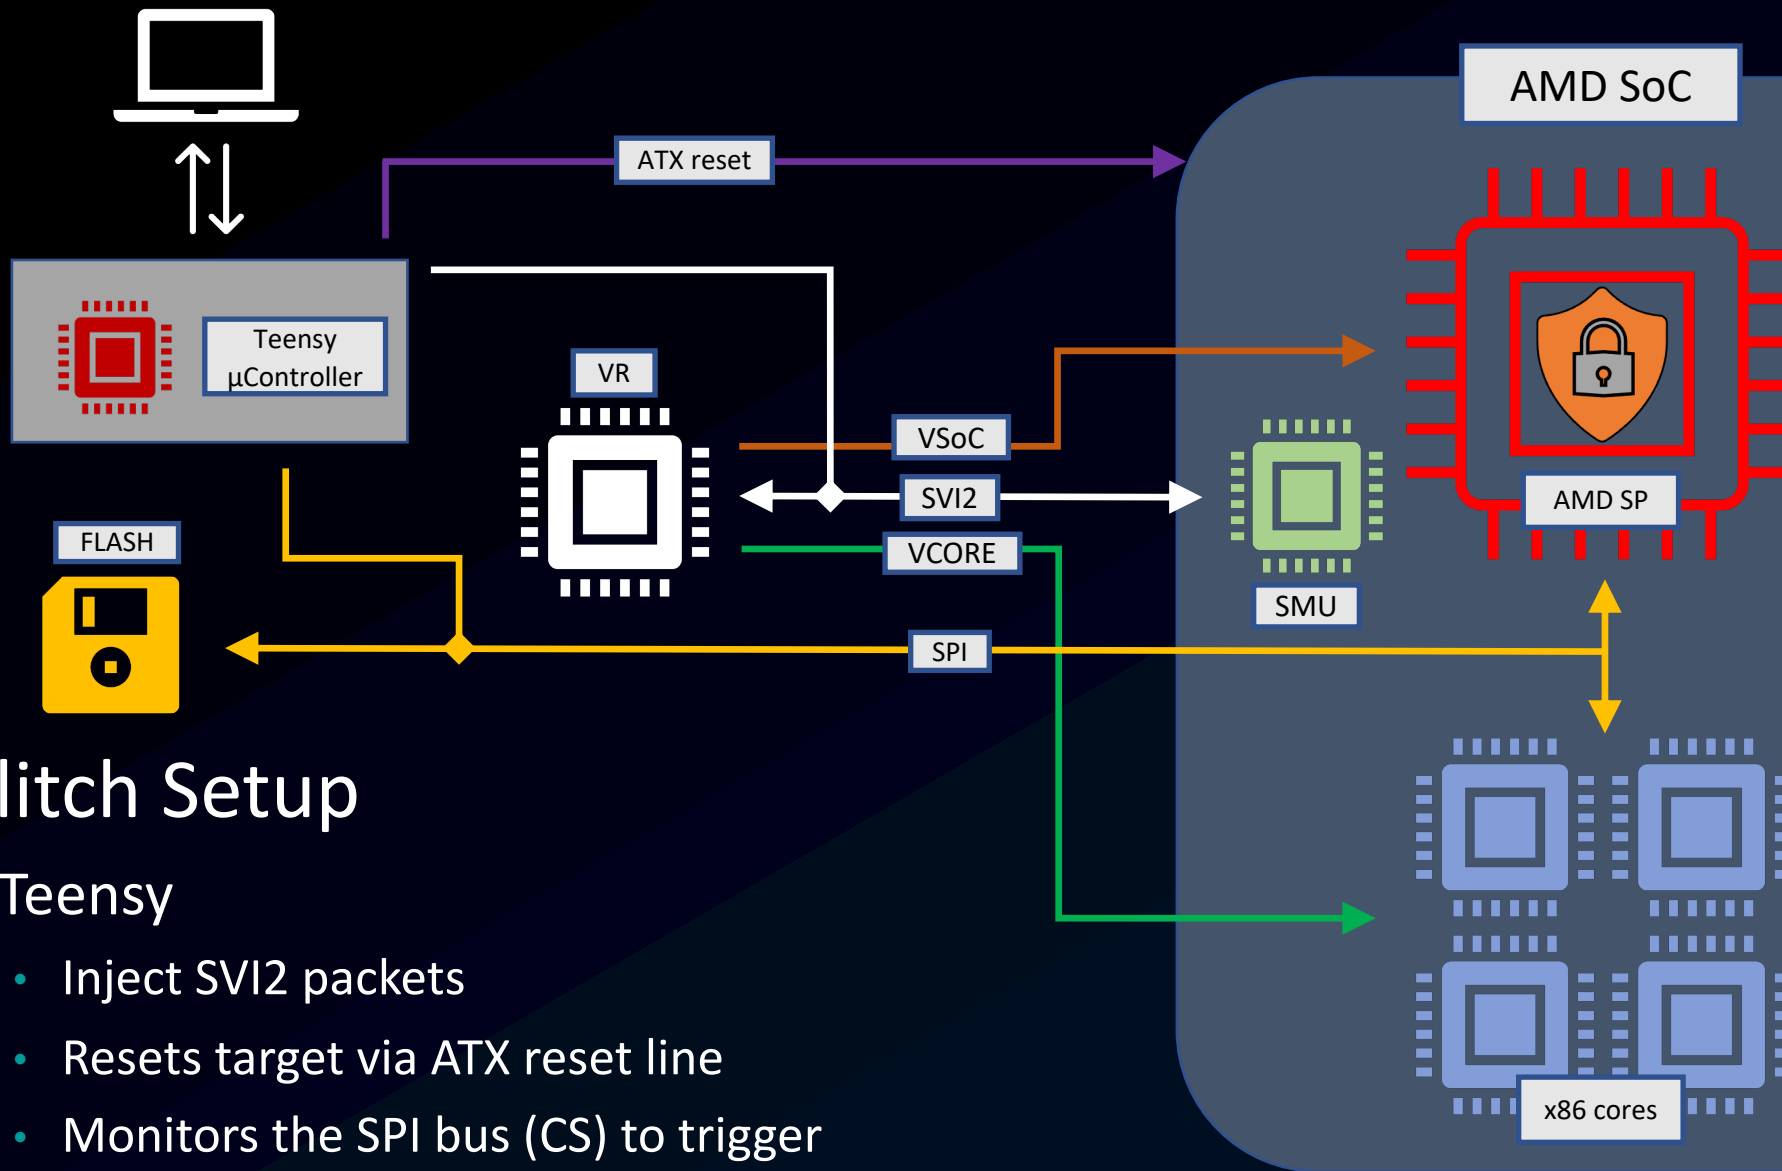 AMD SoC
ATX reset
Teensy
µController
VR
VSoC
SVI2
VCORE
AMD SP
FLASH
SMU
SPI
litch Setup
Teensy
• Inject SVI2 packets
• Resets target via ATX reset line
• Monitors the SPI bus (CS) to trigger
x86 cores